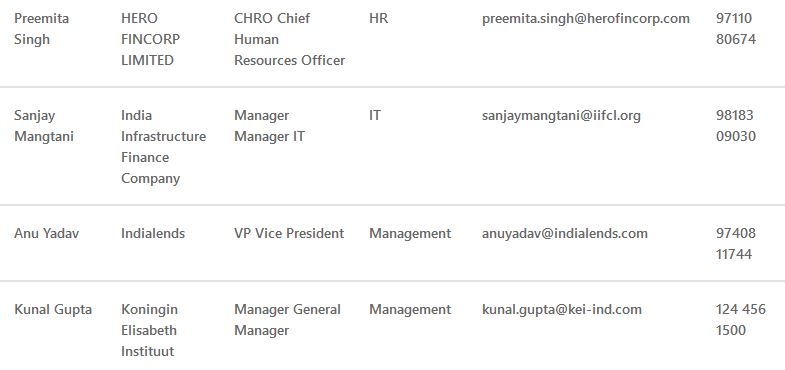 Preemita Singh HERO FINCORP LIMITED CHRO Chief Human Resources Officer HR preemita.singh@herofincorp.com 97110 80674
Sanjay Mangtani India Infrastructure Finance Company Manager Manager IT IT sanjaymangtani@iifcl.org 98183 09030
Anu Yadav Indialends VP Vice President Management anuyadav@indialends.com 97408 11744
Kunal Gupta Koningin Elisabeth Instituut Manager General Manager Management kunal.gupta@kei-ind.com 124 456 1500